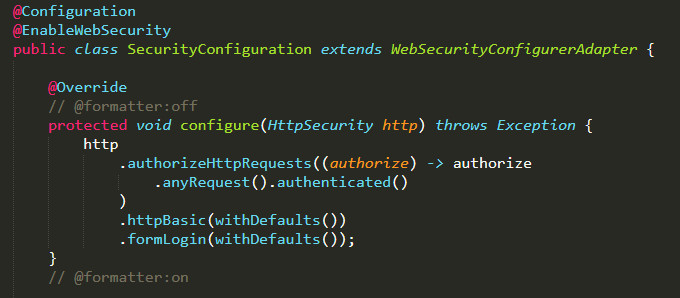 @Configuration
@EnableWebSecurity
public class SecurityConfiguration extends WebSecurityConfigurerAdapter {
@Override
// @formatter:off
protected void configure(HttpSecurity http) throws Exception {
http
.authorizeHttpRequests((authorize) -> authorize
.anyRequest().authenticated()
)
.httpBasic(withDefaults())
.formLogin(withDefaults());
}
// @formatter:on